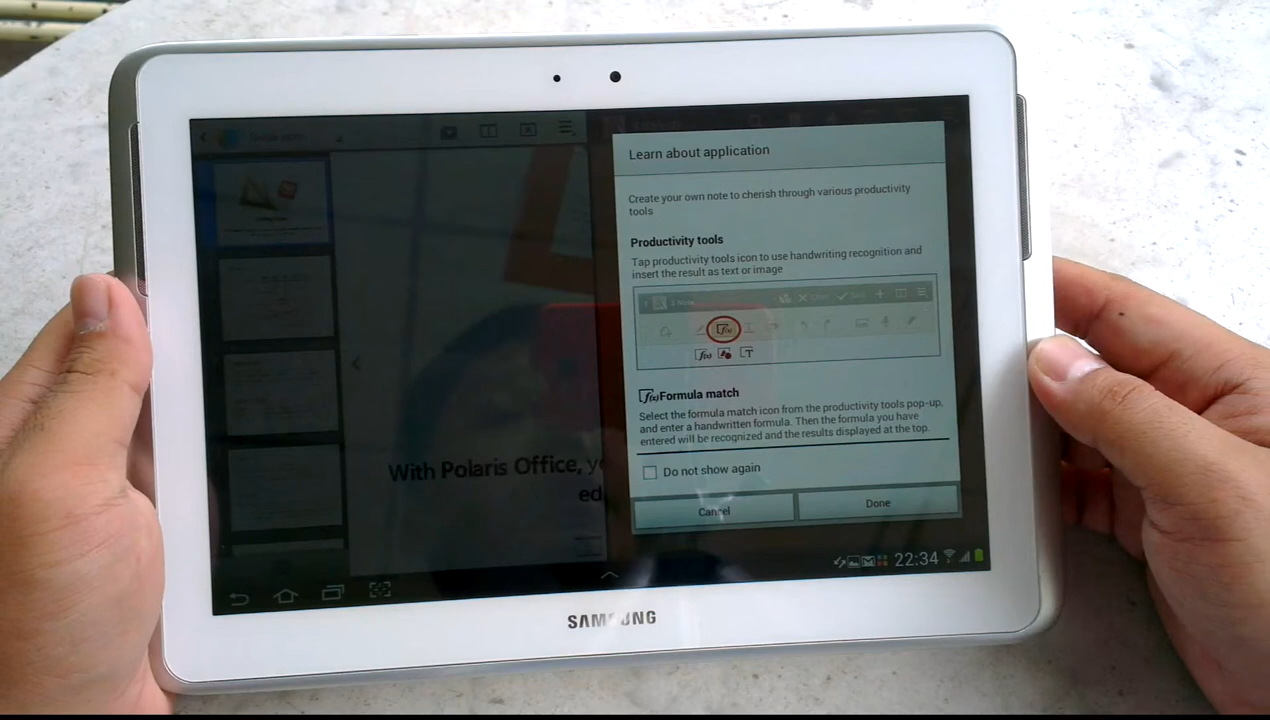 Learn about application
Create your own note to cherish through various productivity
tools
Productivity tools
Tap productivity tools icon to use handwriting recognition and
insert the result as text or image
f(x)
f(x)
T
f(x)Formula match
Select the formula match icon from the productivity tools pop-up,
and enter a handwritten formula. Then the formula you have
entered will be recognized and the results displayed at the top.
Do not show again
Cancel
Done
With Polaris Office, y
ed
22:34
SAMSUNG